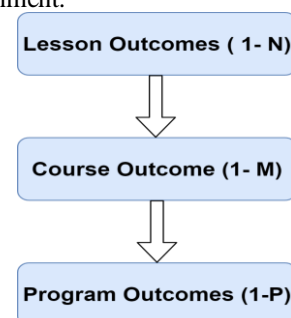 Lesson Outcomes ( 1- N)
Course Outcome (1- M)
Program Outcomes (1-P)